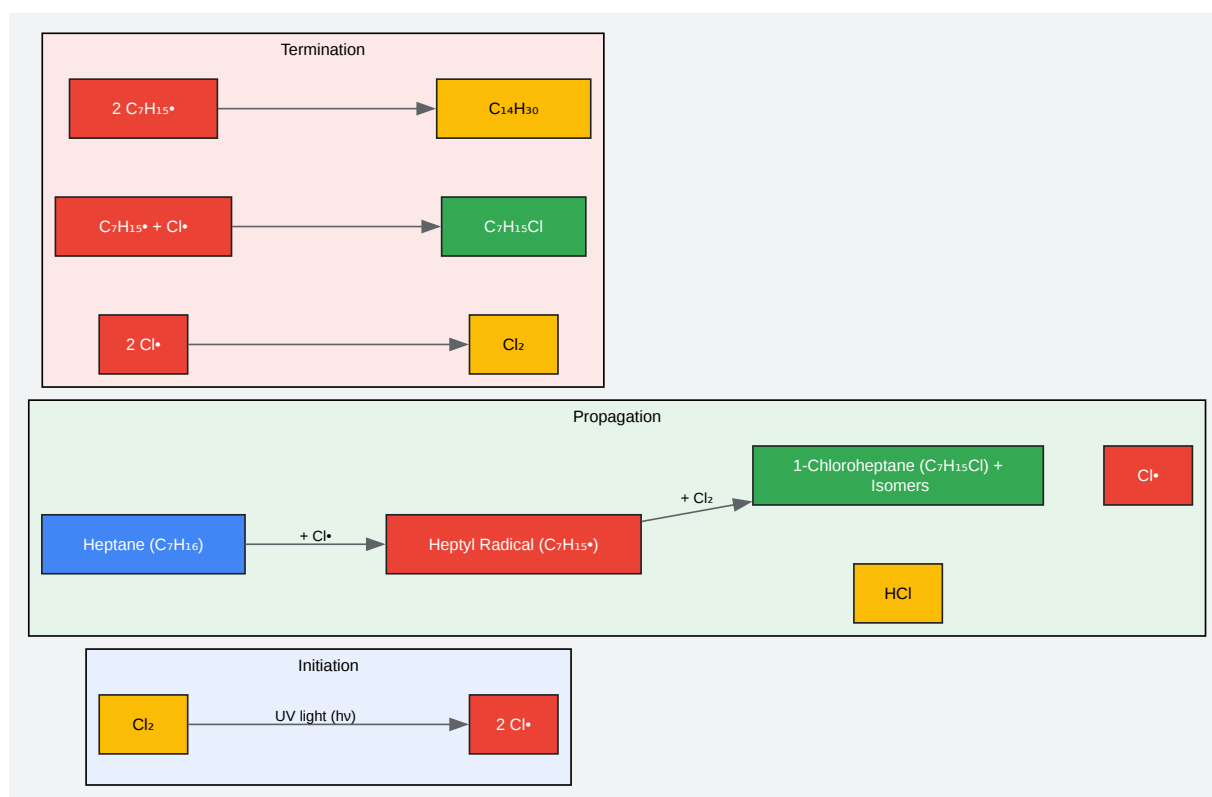 Termination
2 C₇H₁₅•
C₁₄H₃₀
C₇H₁₅• + Cl•
C₇H₁₅Cl
2 Cl•
Cl₂
Propagation
1-Chloroheptane (C₇H₁₅Cl) +
Isomers
Cl•
+ Cl₂
Heptane (C₇H₁₆)
+ Cl•
Heptyl Radical (C₇H₁₅•)
HCl
Initiation
Cl₂
UV light (hν)
2 Cl•